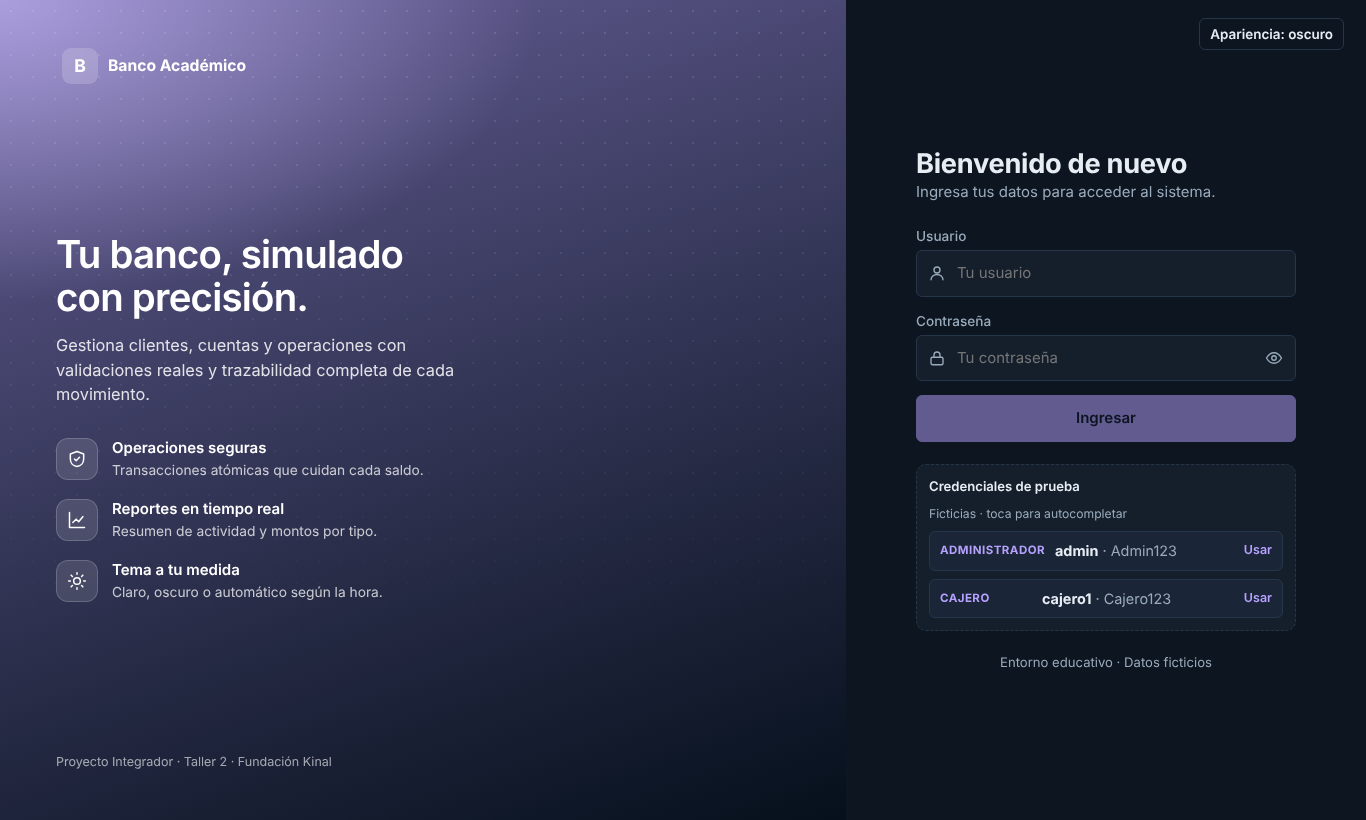 B Banco Académico
Tu banco, simulado
con precisión.
Gestiona clientes, cuentas y operaciones con
validaciones reales y trazabilidad completa de cada
movimiento.
Operaciones seguras
Transacciones atómicas que cuidan cada saldo.
Reportes en tiempo real
Resumen de actividad y montos por tipo.
Tema a tu medida
Claro, oscuro o automático según la hora.
Proyecto Integrador · Taller 2 · Fundación Kinal
Apariencia: oscuro
Bienvenido de nuevo
Ingresa tus datos para acceder al sistema.
Usuario
Tu usuario
Contraseña
Tu contraseña
Ingresar
Credenciales de prueba
Ficticias · toca para autocompletar
ADMINISTRADOR admin · Admin123 Usar
CAJERO cajero1 · Cajero123 Usar
Entorno educativo · Datos ficticios